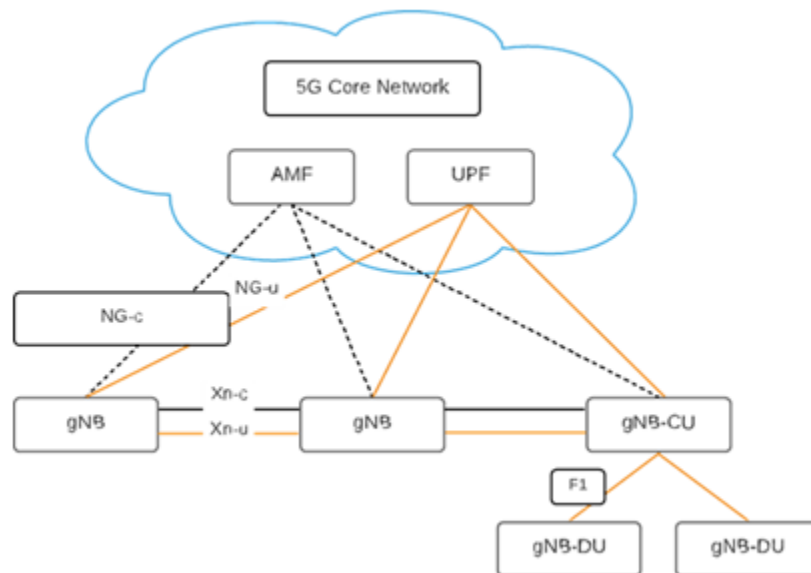 5G Core Network
AMF
UPF
NG-u
NG-c
Xn-c
gNB
gNB
gNB-CU
Xn-u
F1
gNB-DU
gNB-DU